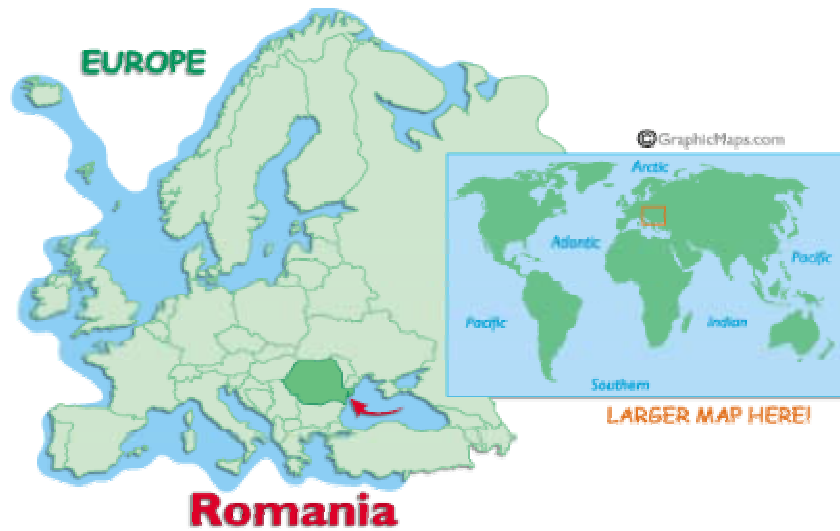 EUROPE
©GraphicMaps.com
Arctic
Atlantic
Pacific
Pacific
Indian
Southern
LARGER MAP HERE!
Romania